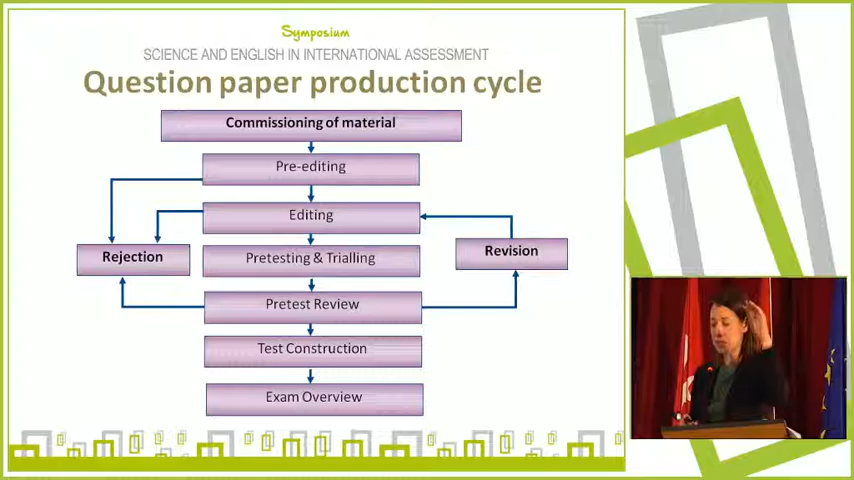 Symposium
SCIENCE AND ENGLISH IN INTERNATIONAL ASSESSMENT
Question paper production cycle
Commissioning of material
Pre-editing
Editing
Rejection
Pretesting & Trialling
Revision
Pretest Review
Test Construction
Exam Overview